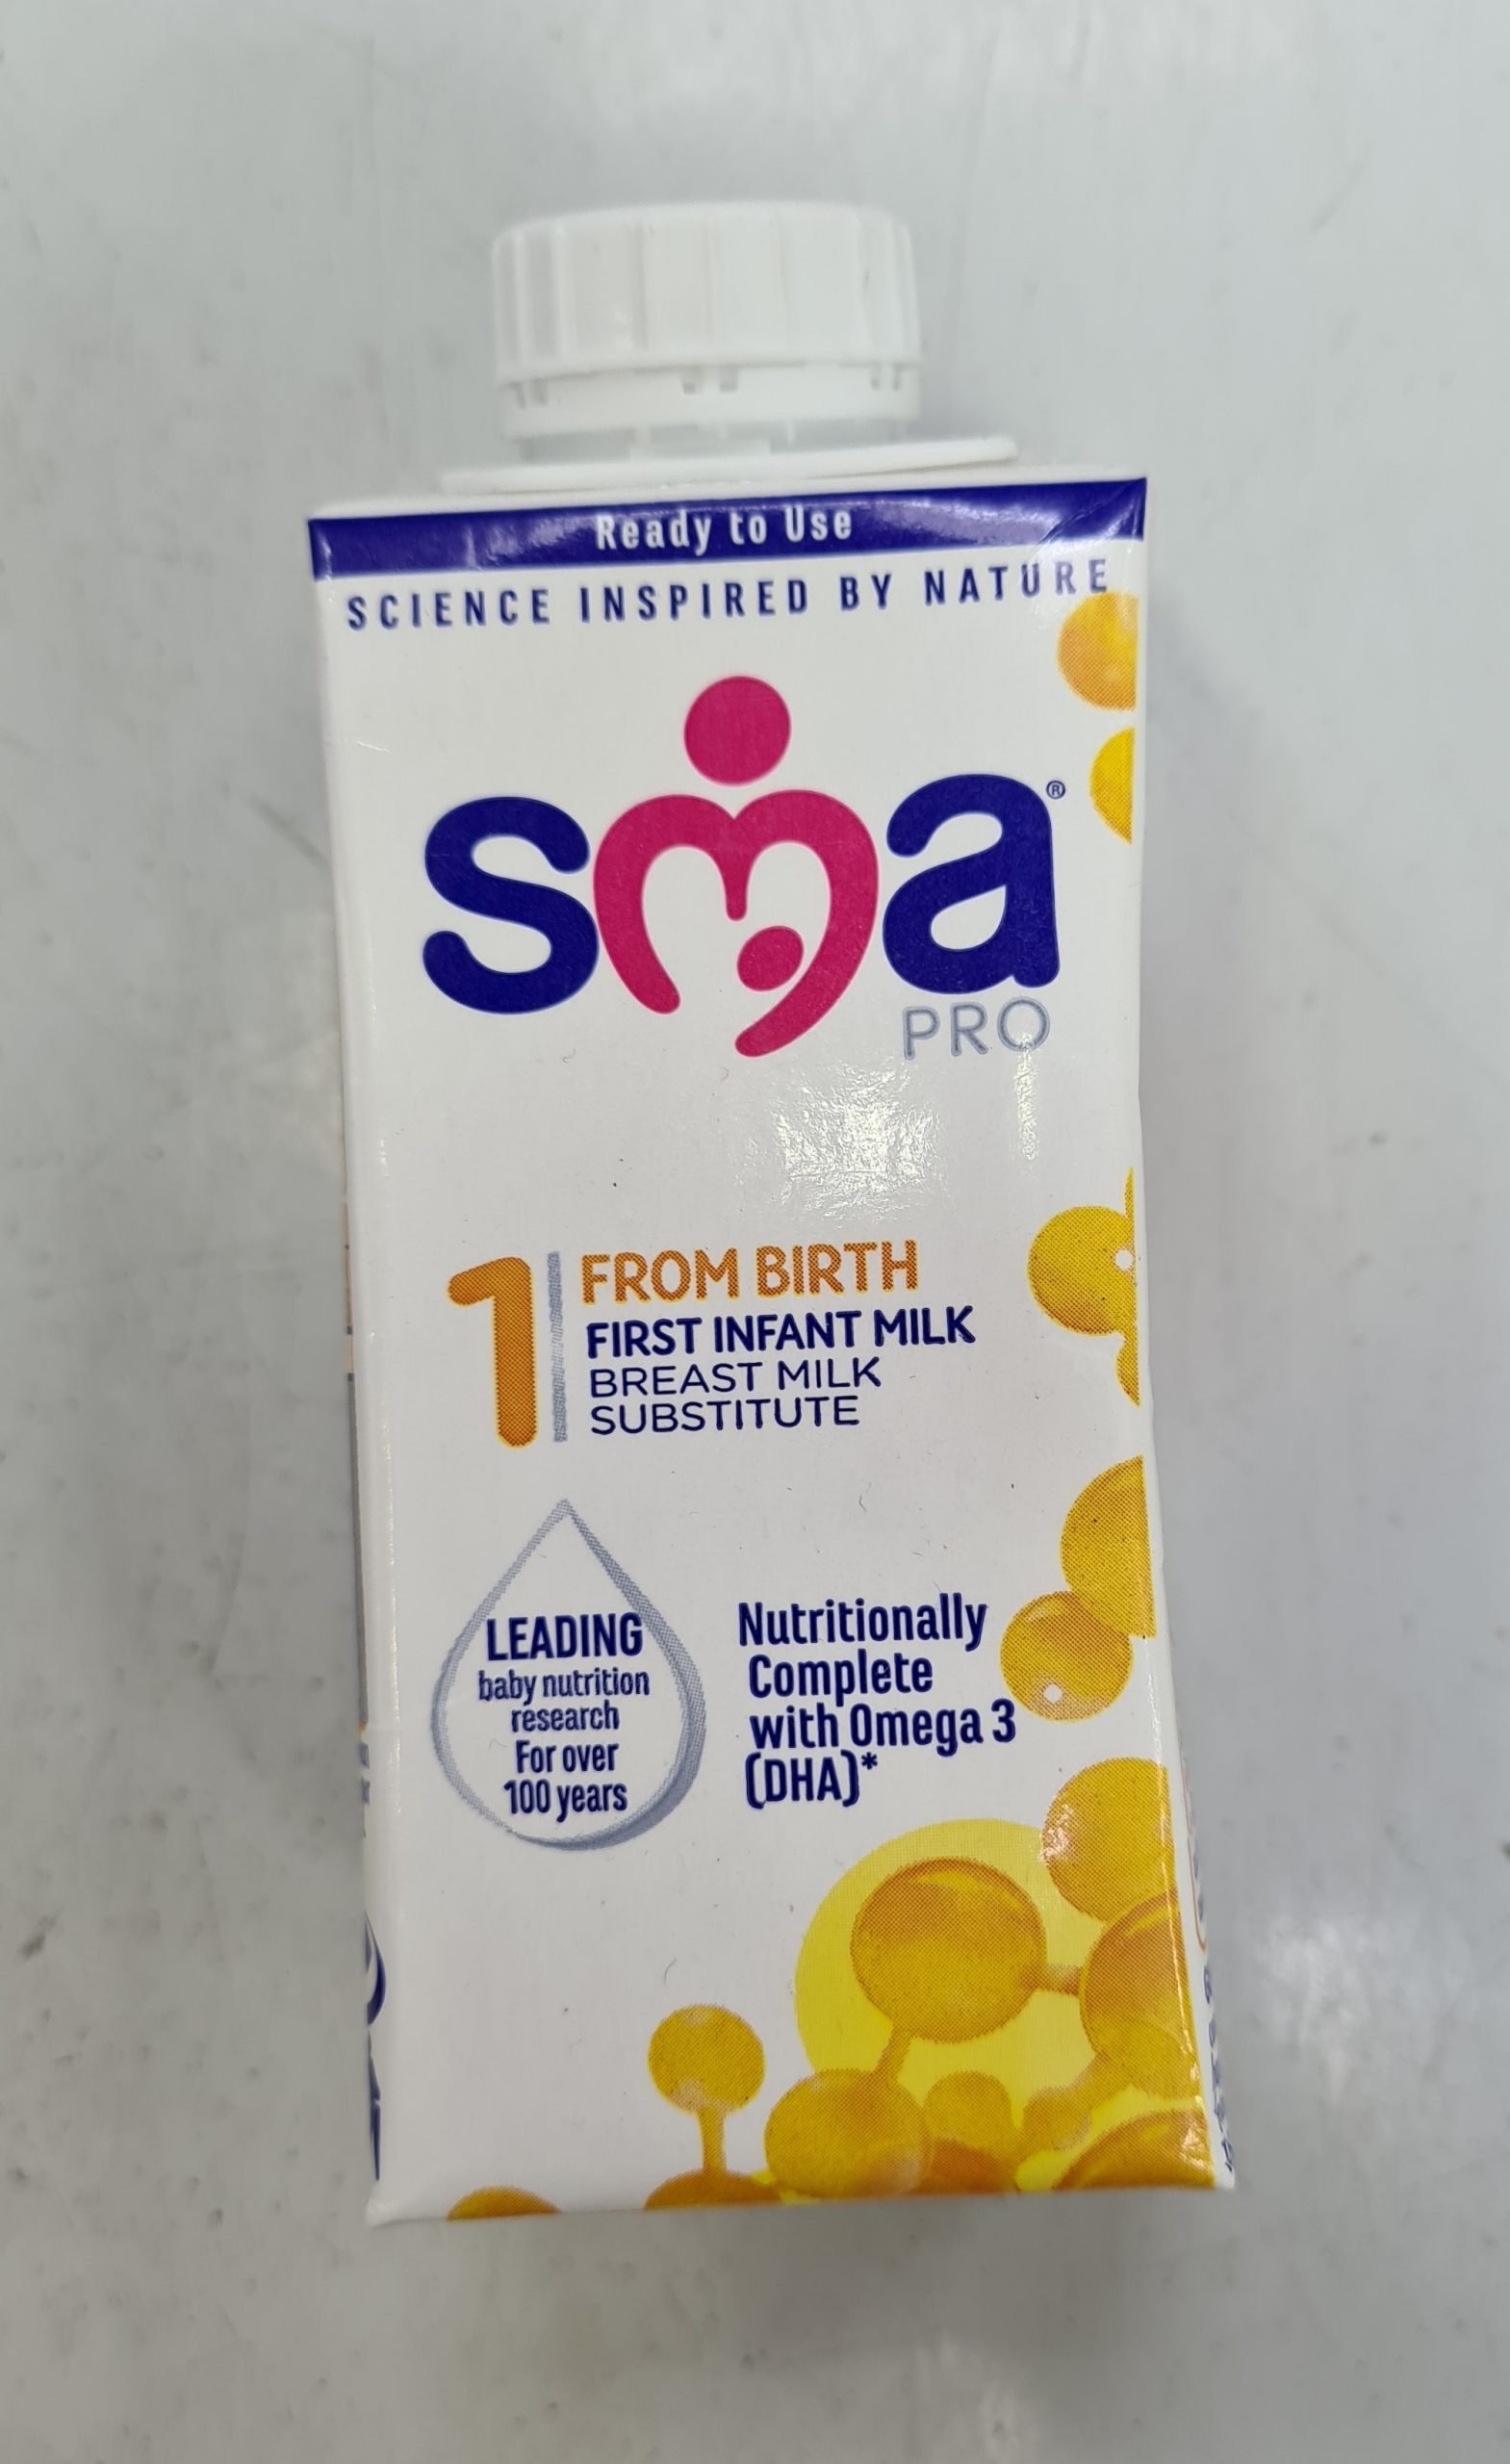 Ready to Use
SCIENCE INSPIRED BY NATURE
sma®
PRO
1
FROM BIRTH
FIRST INFANT MILK
BREAST MILK
SUBSTITUTE
LEADING
baby nutrition
research
For over
100 years
Nutritionally
Complete
with Omega 3
(DHA)*